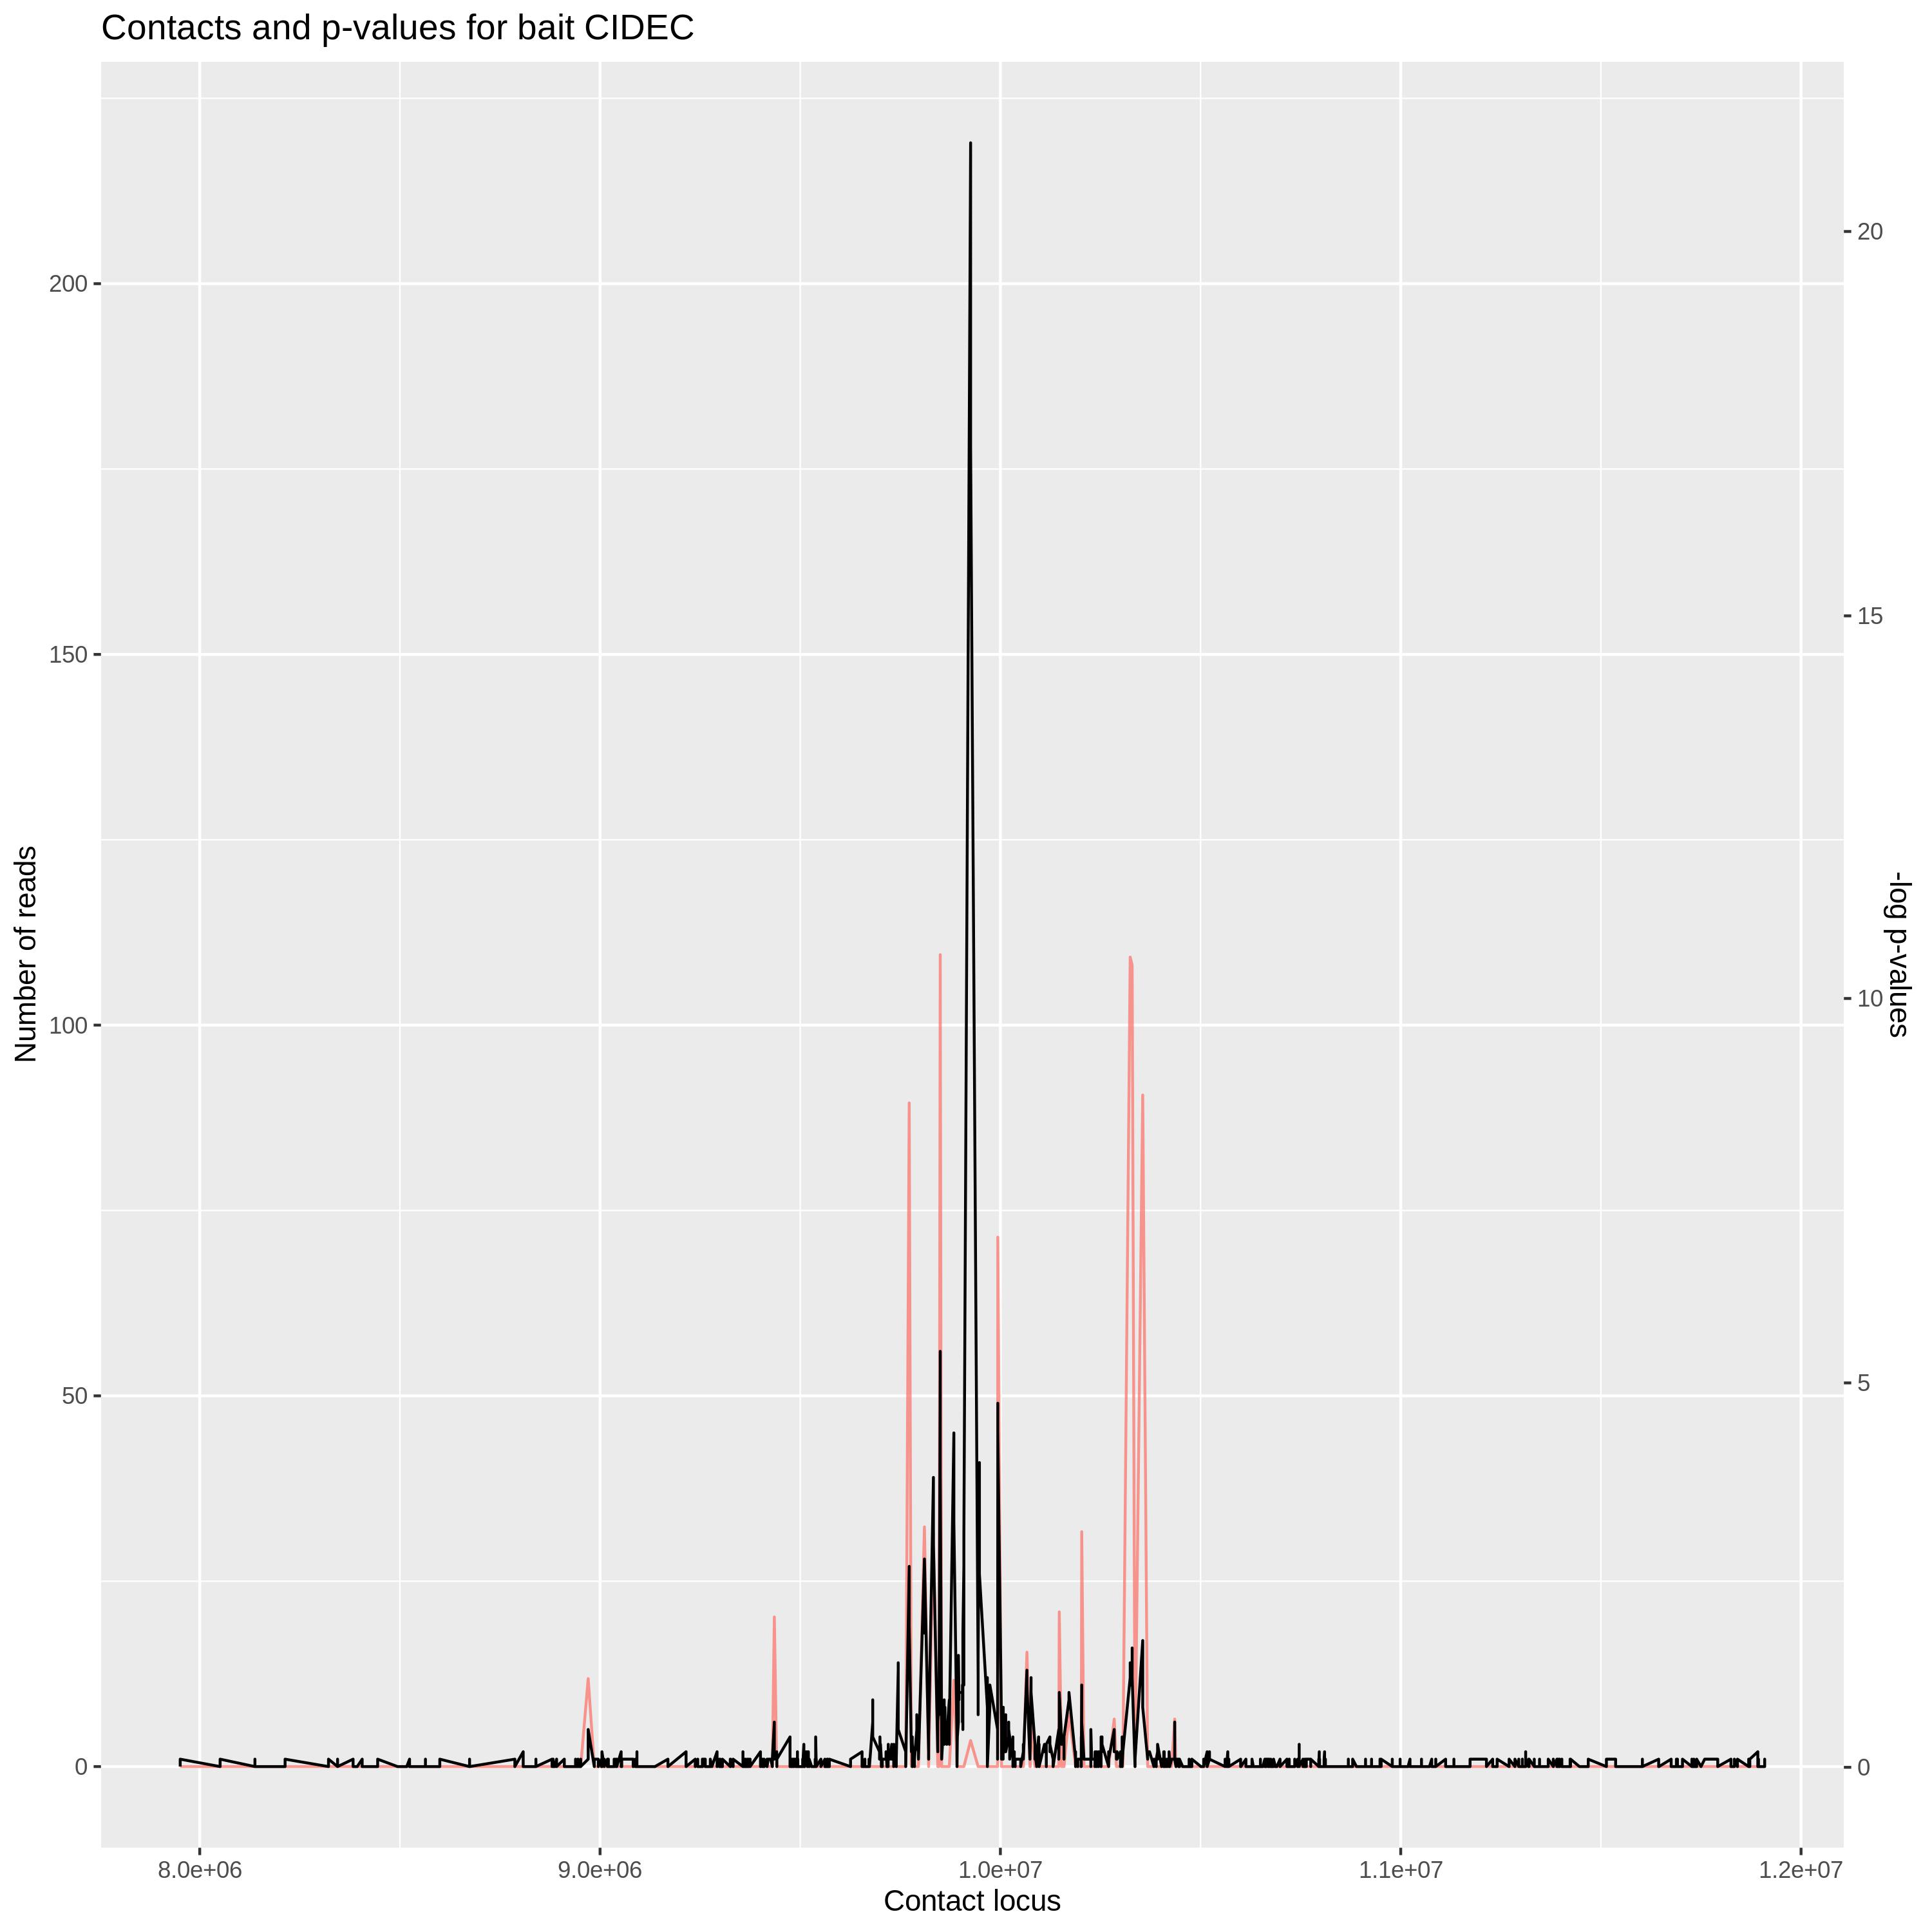 Contacts and p-values for bait CIDEC
Number of reads
200
150
100
50
0
20
15
10
5
0
-log p-values
8.0e+06
9.0e+06
1.0e+07
1.1e+07
1.2e+07
Contact locus